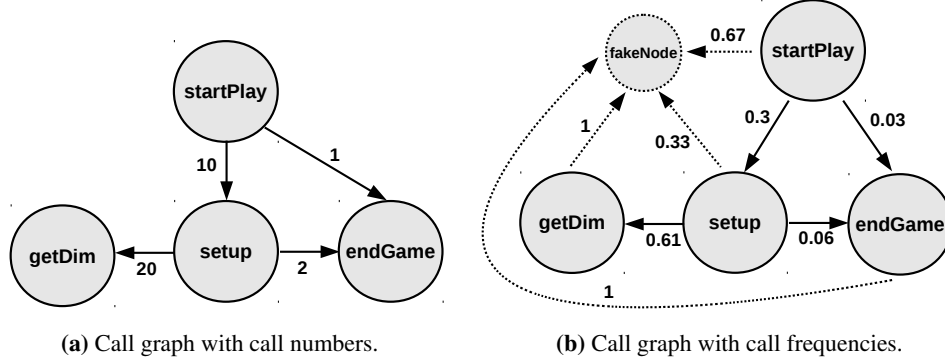 startPlay
10
1
getDim
20
setup
2
endGame
(a) Call graph with call numbers.
fakeNode
0.67
startPlay
1
0.33
0.3
0.03
getDim
0.61
setup
0.06
endGame
1
(b) Call graph with call frequencies.